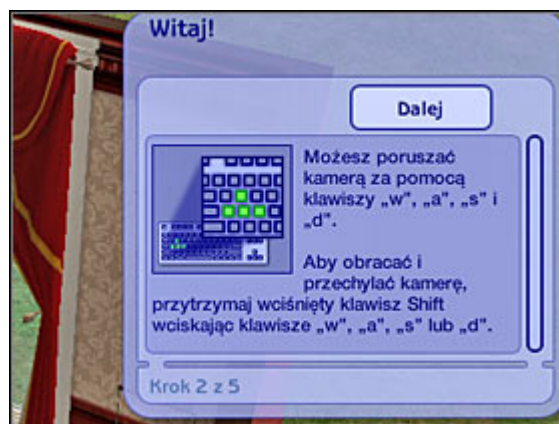 Witaj!
Dalej
Możesz poruszać
kamerą za pomocą
klawiszy „w”, „a”, „s” i
„d”.
Aby obracać i
przechylać kamerę,
przytrzymaj wciśnięty klawisz Shift
wciskając klawisze „w”, „a”, „s” lub „d”.
Krok 2 z 5